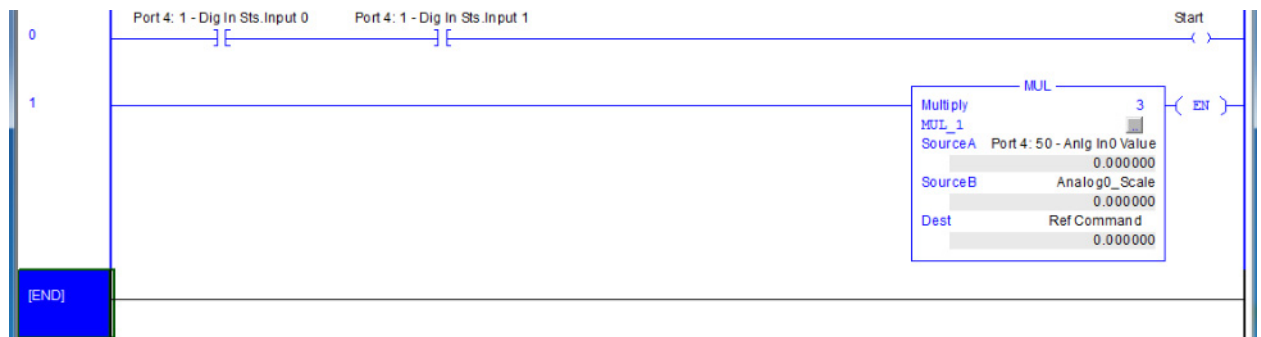 Port 4: 1 - Dig In Sts.Input 0 Port 4: 1 - Dig In Sts.Input 1 Start
0
MUL
1 Multiply 3 EN
MUL_1 ...
SourceA Port 4: 50 - Anlg In0 Value
0.000000
SourceB Analog0_Scale
0.000000
Dest Ref Command
0.000000
[END]